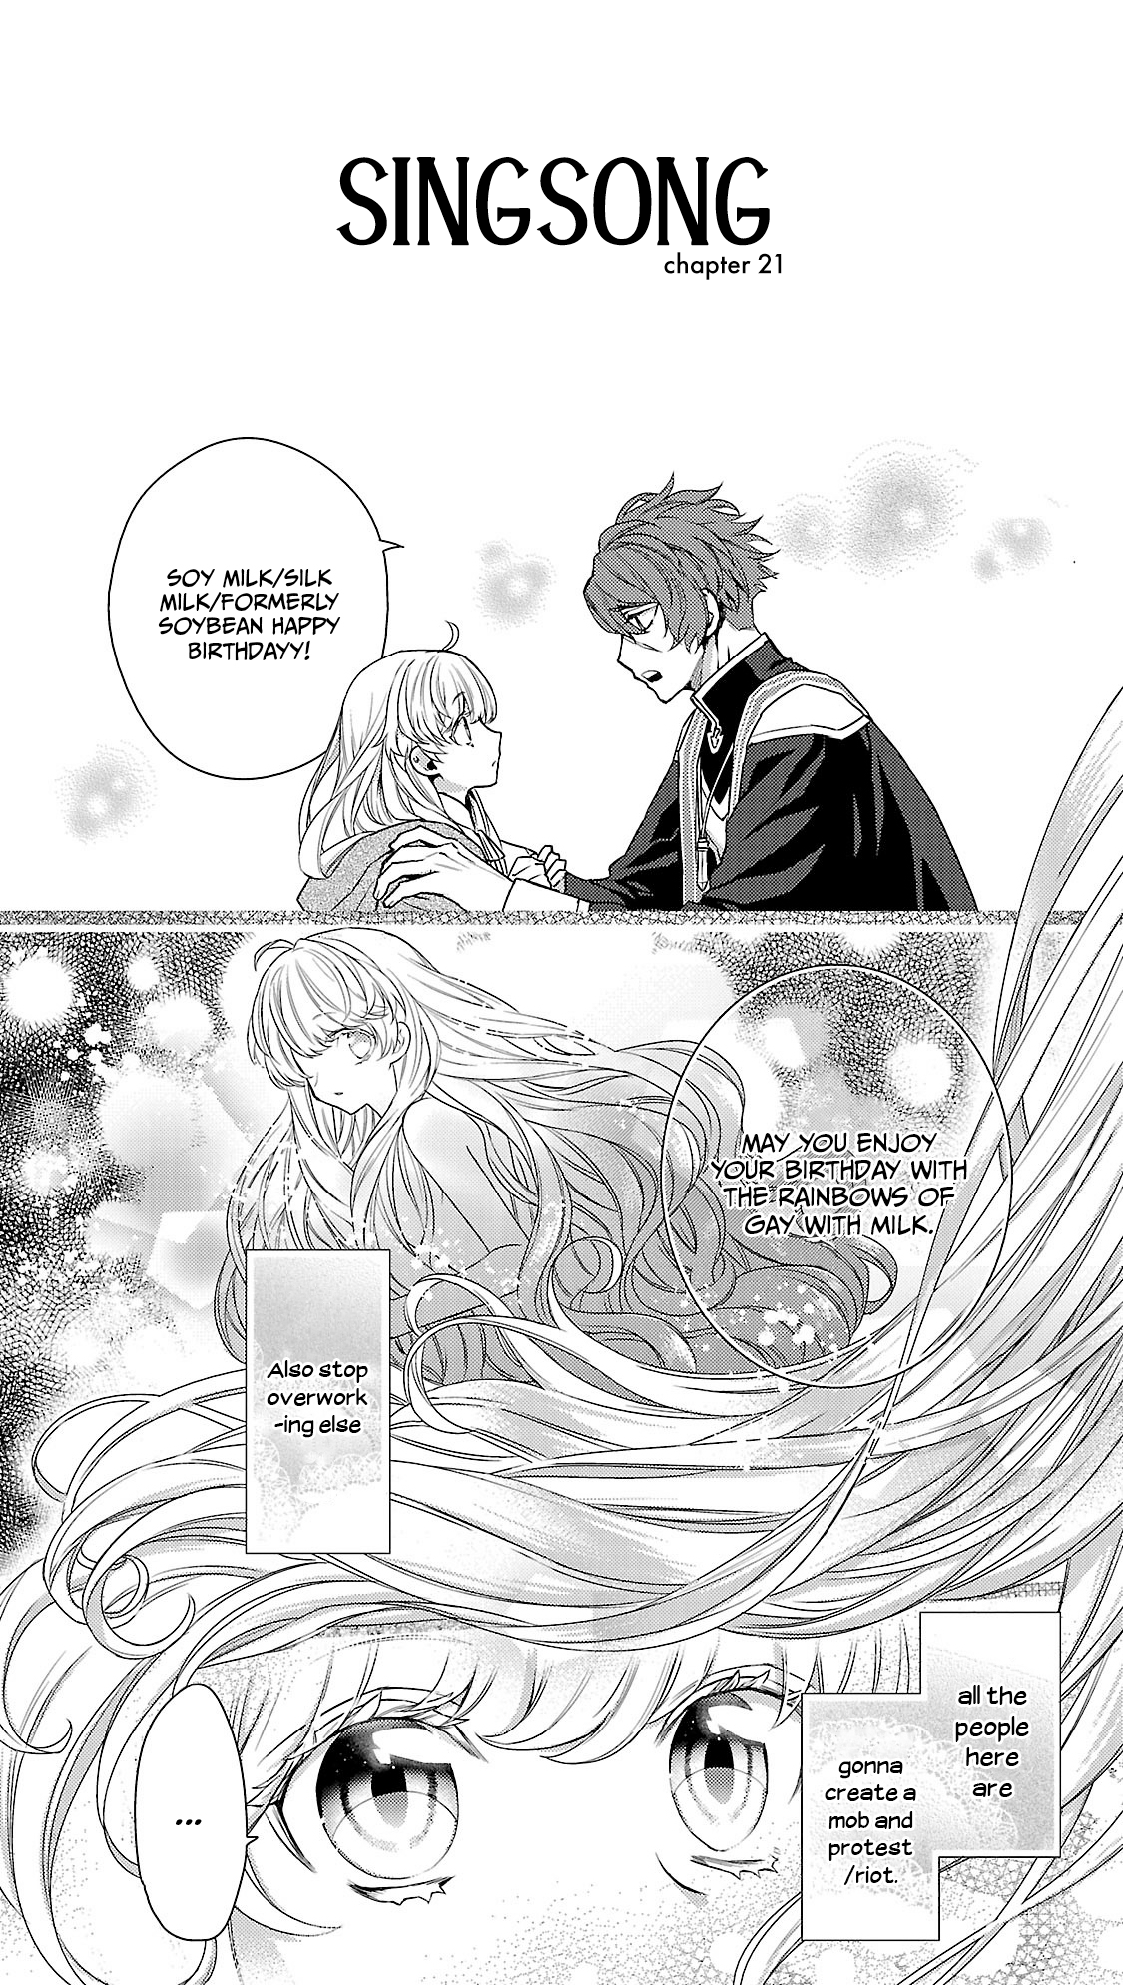 SINGSONG
chapter 21
SOY MILK/SILK
MILK/FORMERLY
SOYBEAN HAPPY
BIRTHDAYY!
MAY YOU ENJOY
YOUR BIRTHDAY WITH
THE RAINBOWS OF
GAY WITH MILK.
Also stop
overwork
-ing else
all the
people
here
are
gonna
create a
mob and
protest
/riot.
...